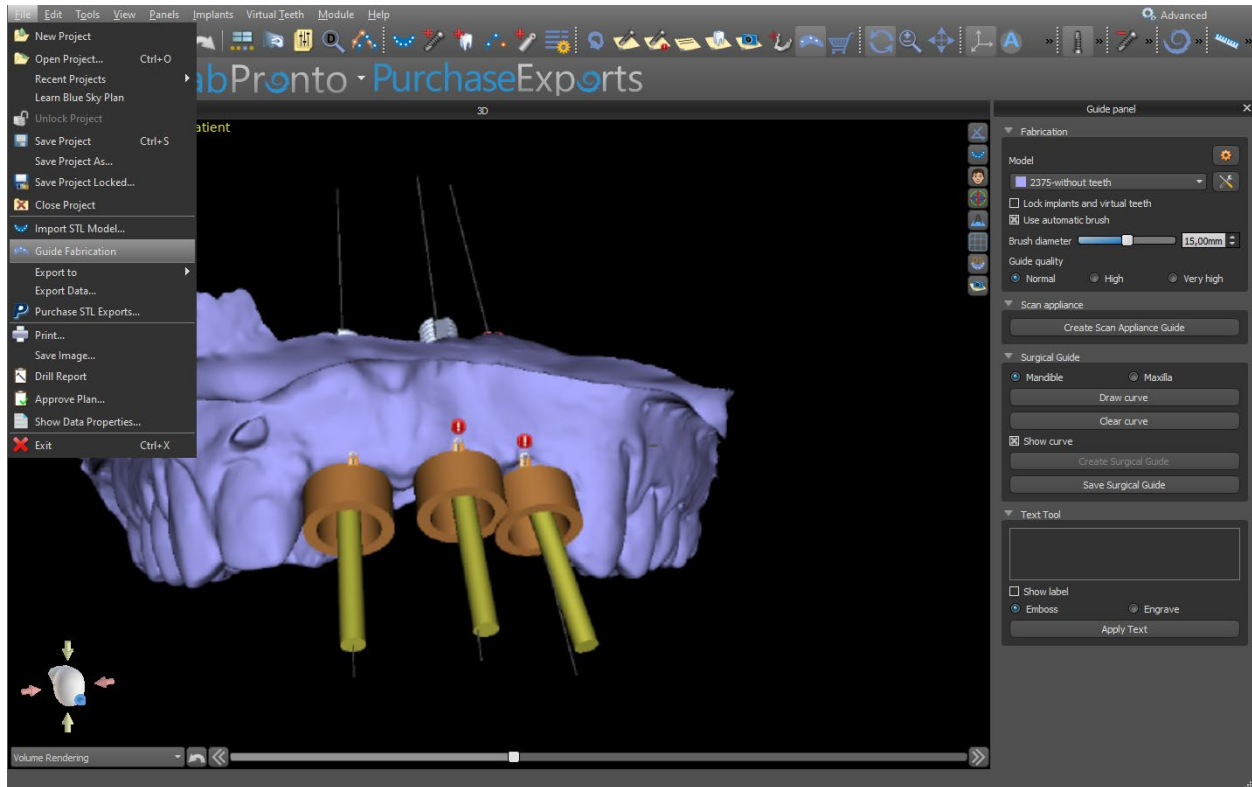 File Edit Tools View Panels Implants Virtual Teeth Module Help
Advanced
New Project
Open Project... Ctrl+O
Recent Projects
Learn Blue Sky Plan
Unlock Project
Save Project Ctrl+S
Save Project As...
Save Project Locked...
Close Project
Import STL Model...
Guide Fabrication
Export to
Export Data...
Purchase STL Exports...
Print...
Save Image...
Drill Report
Approve Plan...
Show Data Properties...
Exit Ctrl+X
Pronto - PurchaseExports
3D
Volume Rendering
Guide panel
Fabrication
Model
2375-without teeth
Lock implants and virtual teeth
Use automatic brush
Brush diameter 15,00mm
Guide quality
Normal High Very high
Scan appliance
Create Scan Appliance Guide
Surgical Guide
Mandible Maxilla
Draw curve
Clear curve
Show curve
Create Surgical Guide
Save Surgical Guide
Text Tool
Show label
Emboss Engrave
Apply Text